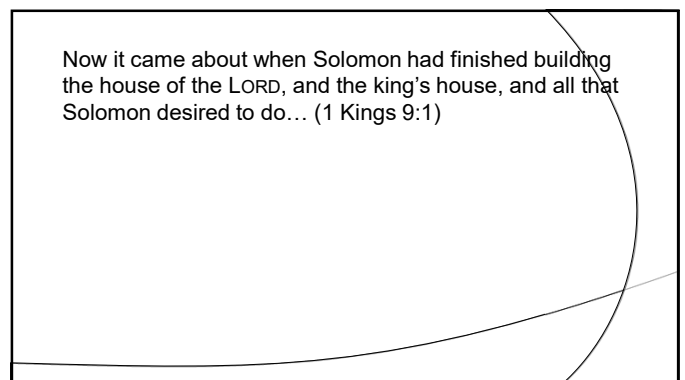 Now it came about when Solomon had finished building
the house of the LORD, and the king’s house, and all that
Solomon desired to do… (1 Kings 9:1)